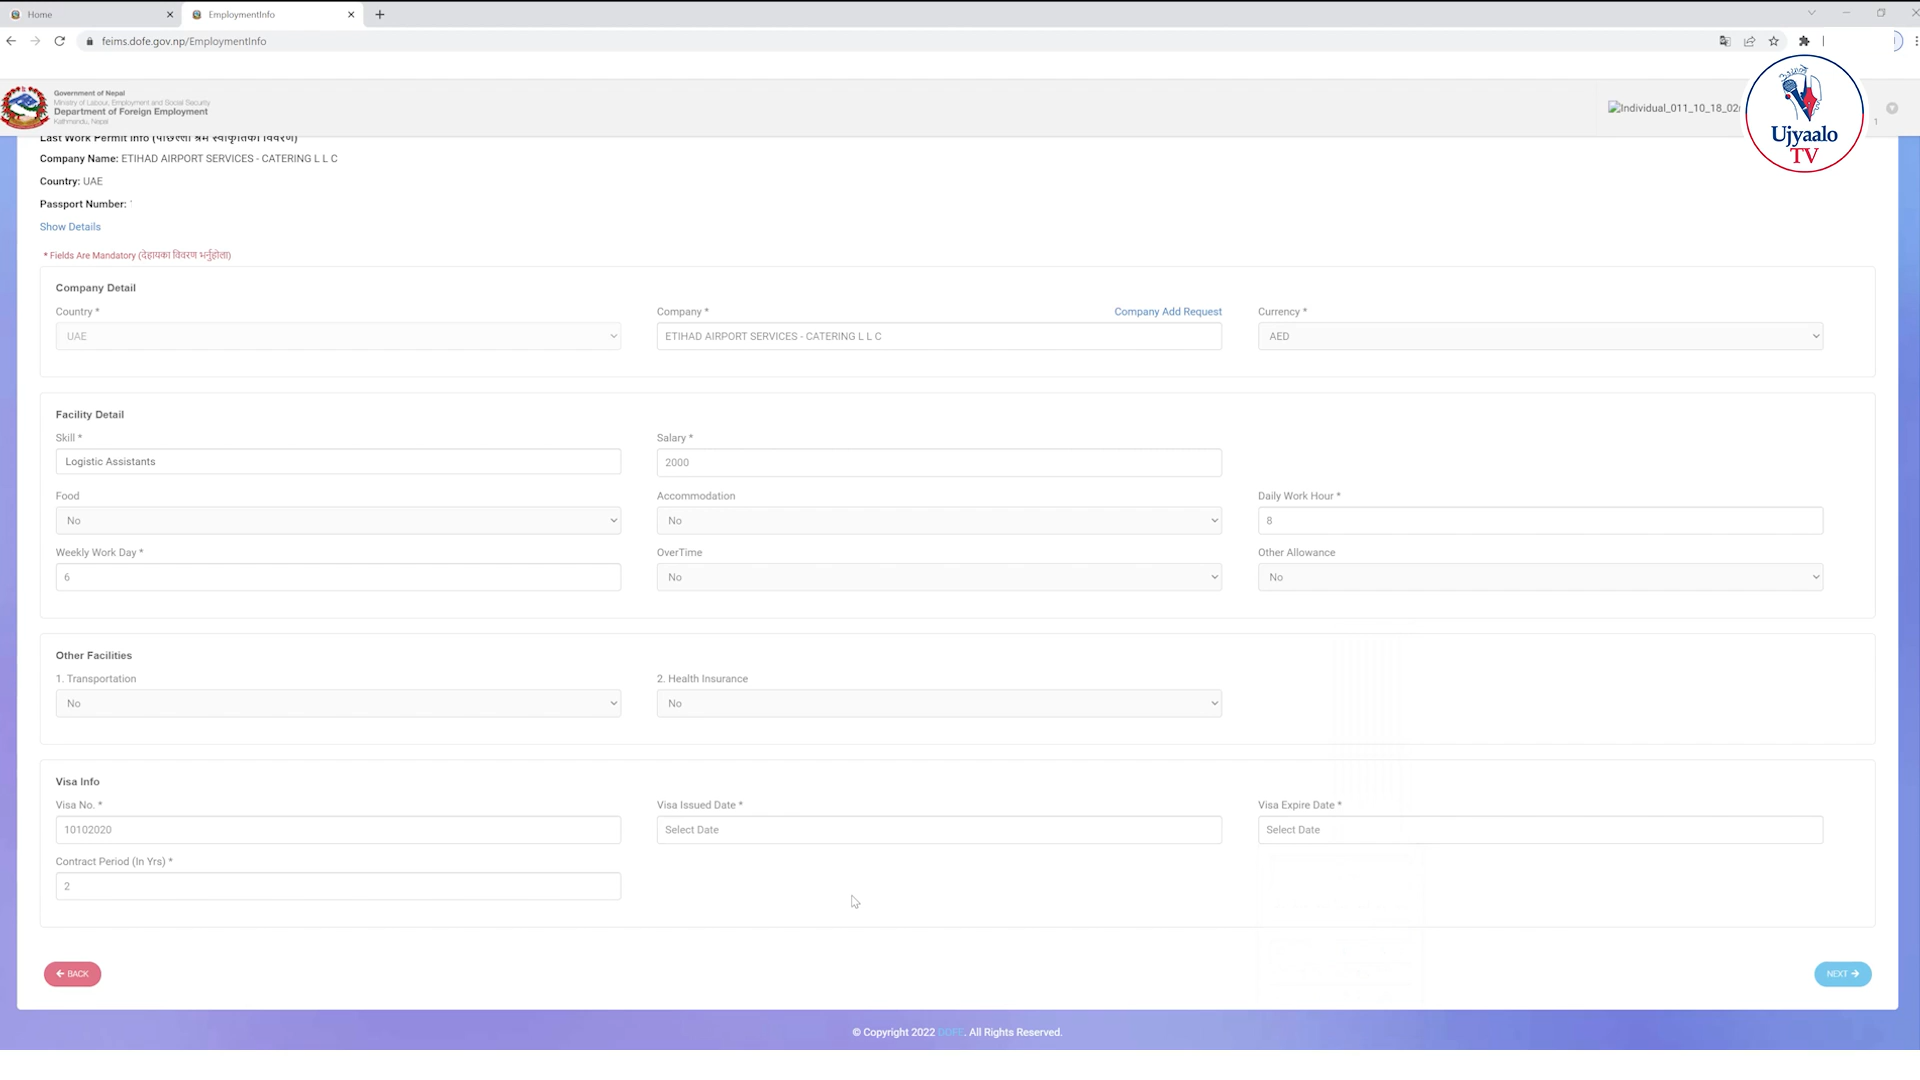 Home
EmploymentInfo
feims.dofe.gov.np/EmploymentInfo
Government of Nepal
Ministry of Labour, Employment and Social Security
Department of Foreign Employment
Kathmandu, Nepal
Individual_011_10_18_02
1
Ujyaalo
TV
Last Work Permit Info (पछिल्लो श्रम स्वीकृतिको विवरण)
Company Name: ETIHAD AIRPORT SERVICES - CATERING L L C
Country: UAE
Passport Number:
Show Details
* Fields Are Mandatory (देहायका विवरण भर्नुहोला)
Company Detail
Country *
Company *
Company Add Request
Currency *
UAE
ETIHAD AIRPORT SERVICES - CATERING L L C
AED
Facility Detail
Skill *
Salary *
Logistic Assistants
2000
Food
Accommodation
Daily Work Hour *
No
No
8
Weekly Work Day *
OverTime
Other Allowance
6
No
No
Other Facilities
1. Transportation
2. Health Insurance
No
No
Visa Info
Visa No. *
Visa Issued Date *
Visa Expire Date *
10102020
Select Date
Select Date
Contract Period (In Yrs) *
2
BACK
NEXT
© Copyright 2022 DOFE. All Rights Reserved.